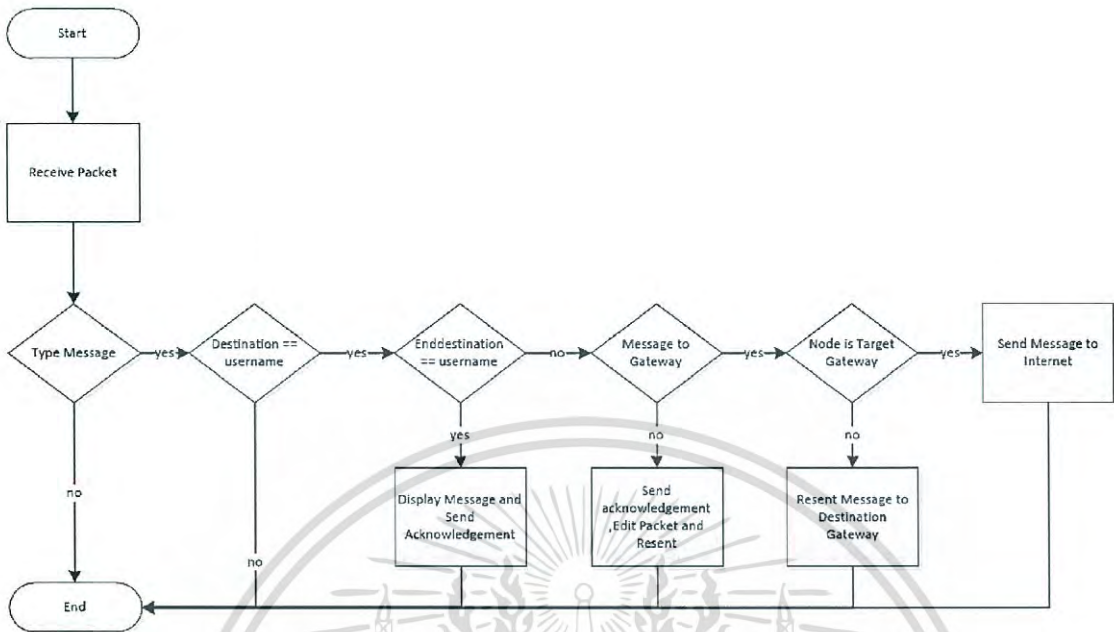 Start
Receive Packet
Type Message
yes
Destination ==
username
yes
Enddestination
== username
no
Message to
Gateway
yes
Node is Target
Gateway
yes
Send Message to
Internet
no
no
yes
Display Message and
Send
Acknowledgement
no
Send
acknowledgement
,Edit Packet and
Resent
no
Resent Message to
Destination
Gateway
End